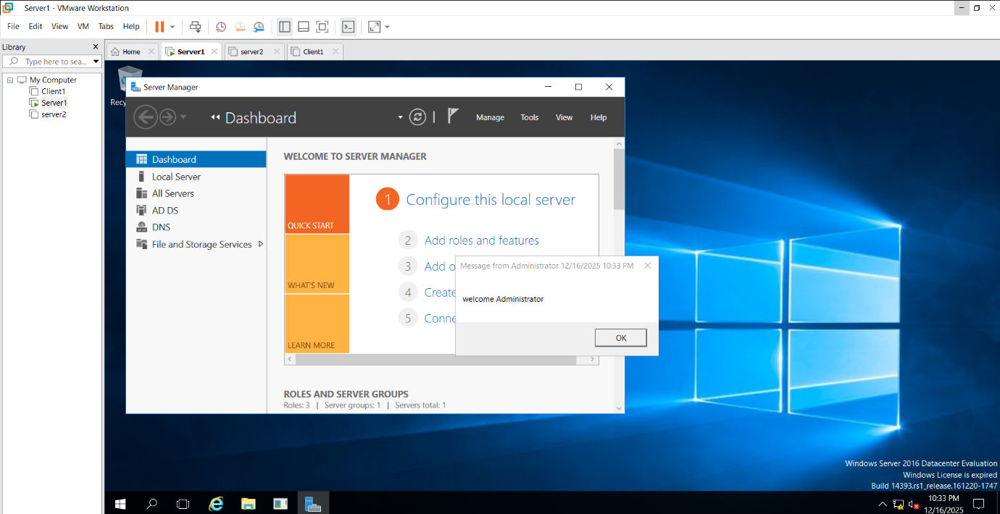 Server1 - VMware Workstation
File Edit View VM Tabs Help
Library
Type here to sea...
My Computer
Client1
Server1
server2
Home
Server1
server2
Client1
Recy
Server Manager
Dashboard
Manage Tools View Help
Dashboard
Local Server
All Servers
AD DS
DNS
File and Storage Services
WELCOME TO SERVER MANAGER
QUICK START
WHAT'S NEW
LEARN MORE
1 Configure this local server
2 Add roles and features
3 Add o
4 Create
5 Conne
Message from Administrator 12/16/2025 10:33 PM
welcome Administrator
OK
ROLES AND SERVER GROUPS
Roles: 3 | Server groups: 1 | Servers total: 1
Windows Server 2016 Datacenter Evaluation
Windows License is expired
Build 14393.rs1_release.161220-1747
10:33 PM
12/16/2025